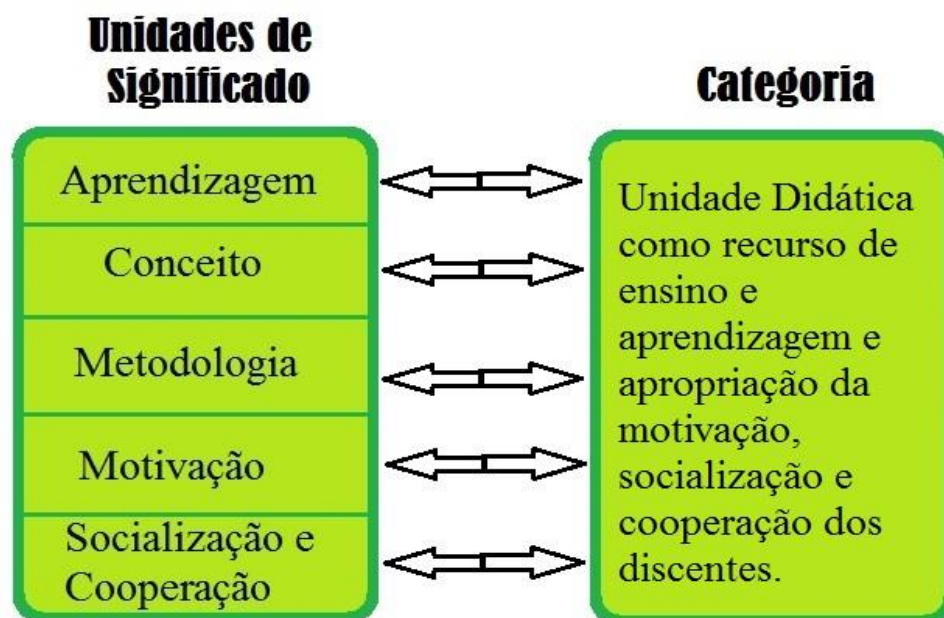 Unidades de
Significado
Aprendizagem
Conceito
Metodologia
Motivação
Socialização e
Cooperação
Categoria
Unidade Didática
como recurso de
ensino e
aprendizagem e
apropriação da
motivação,
socialização e
cooperação dos
discentes.